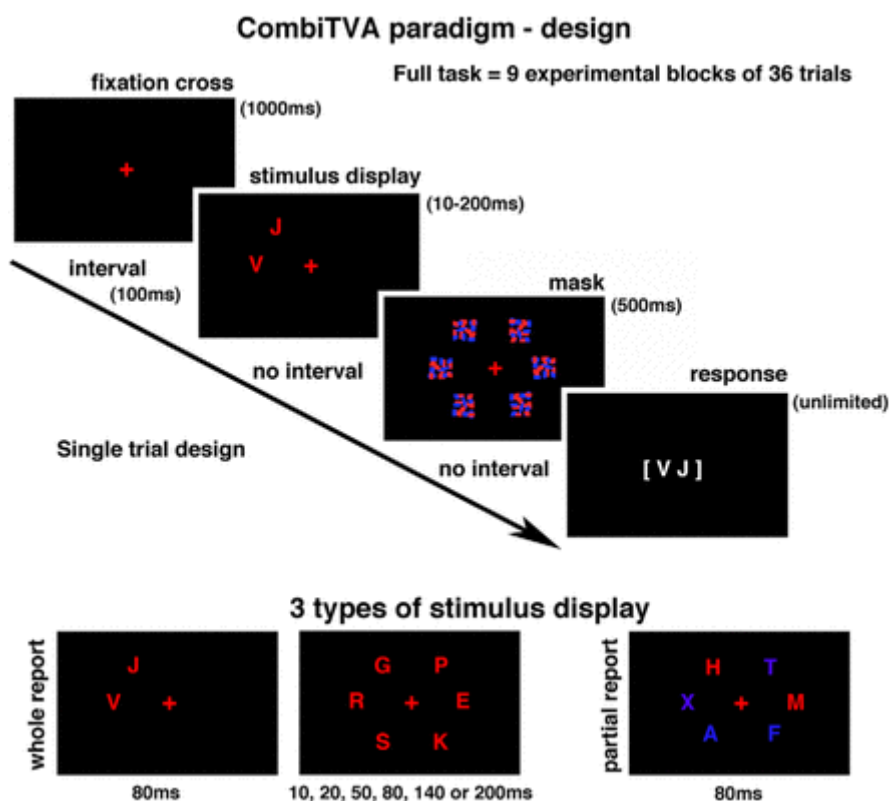 CombiTVA paradigm - design
Full task = 9 experimental blocks of 36 trials
fixation cross
(1000ms)
+
stimulus display
(10-200ms)
J
V +
interval
(100ms)
mask
(500ms)
+
no interval
response
(unlimited)
[ V J ]
Single trial design
no interval
3 types of stimulus display
whole report
J
V +
80ms
G P
R + E
S K
10, 20, 50, 80, 140 or 200ms
partial report
H T
X + M
A F
80ms